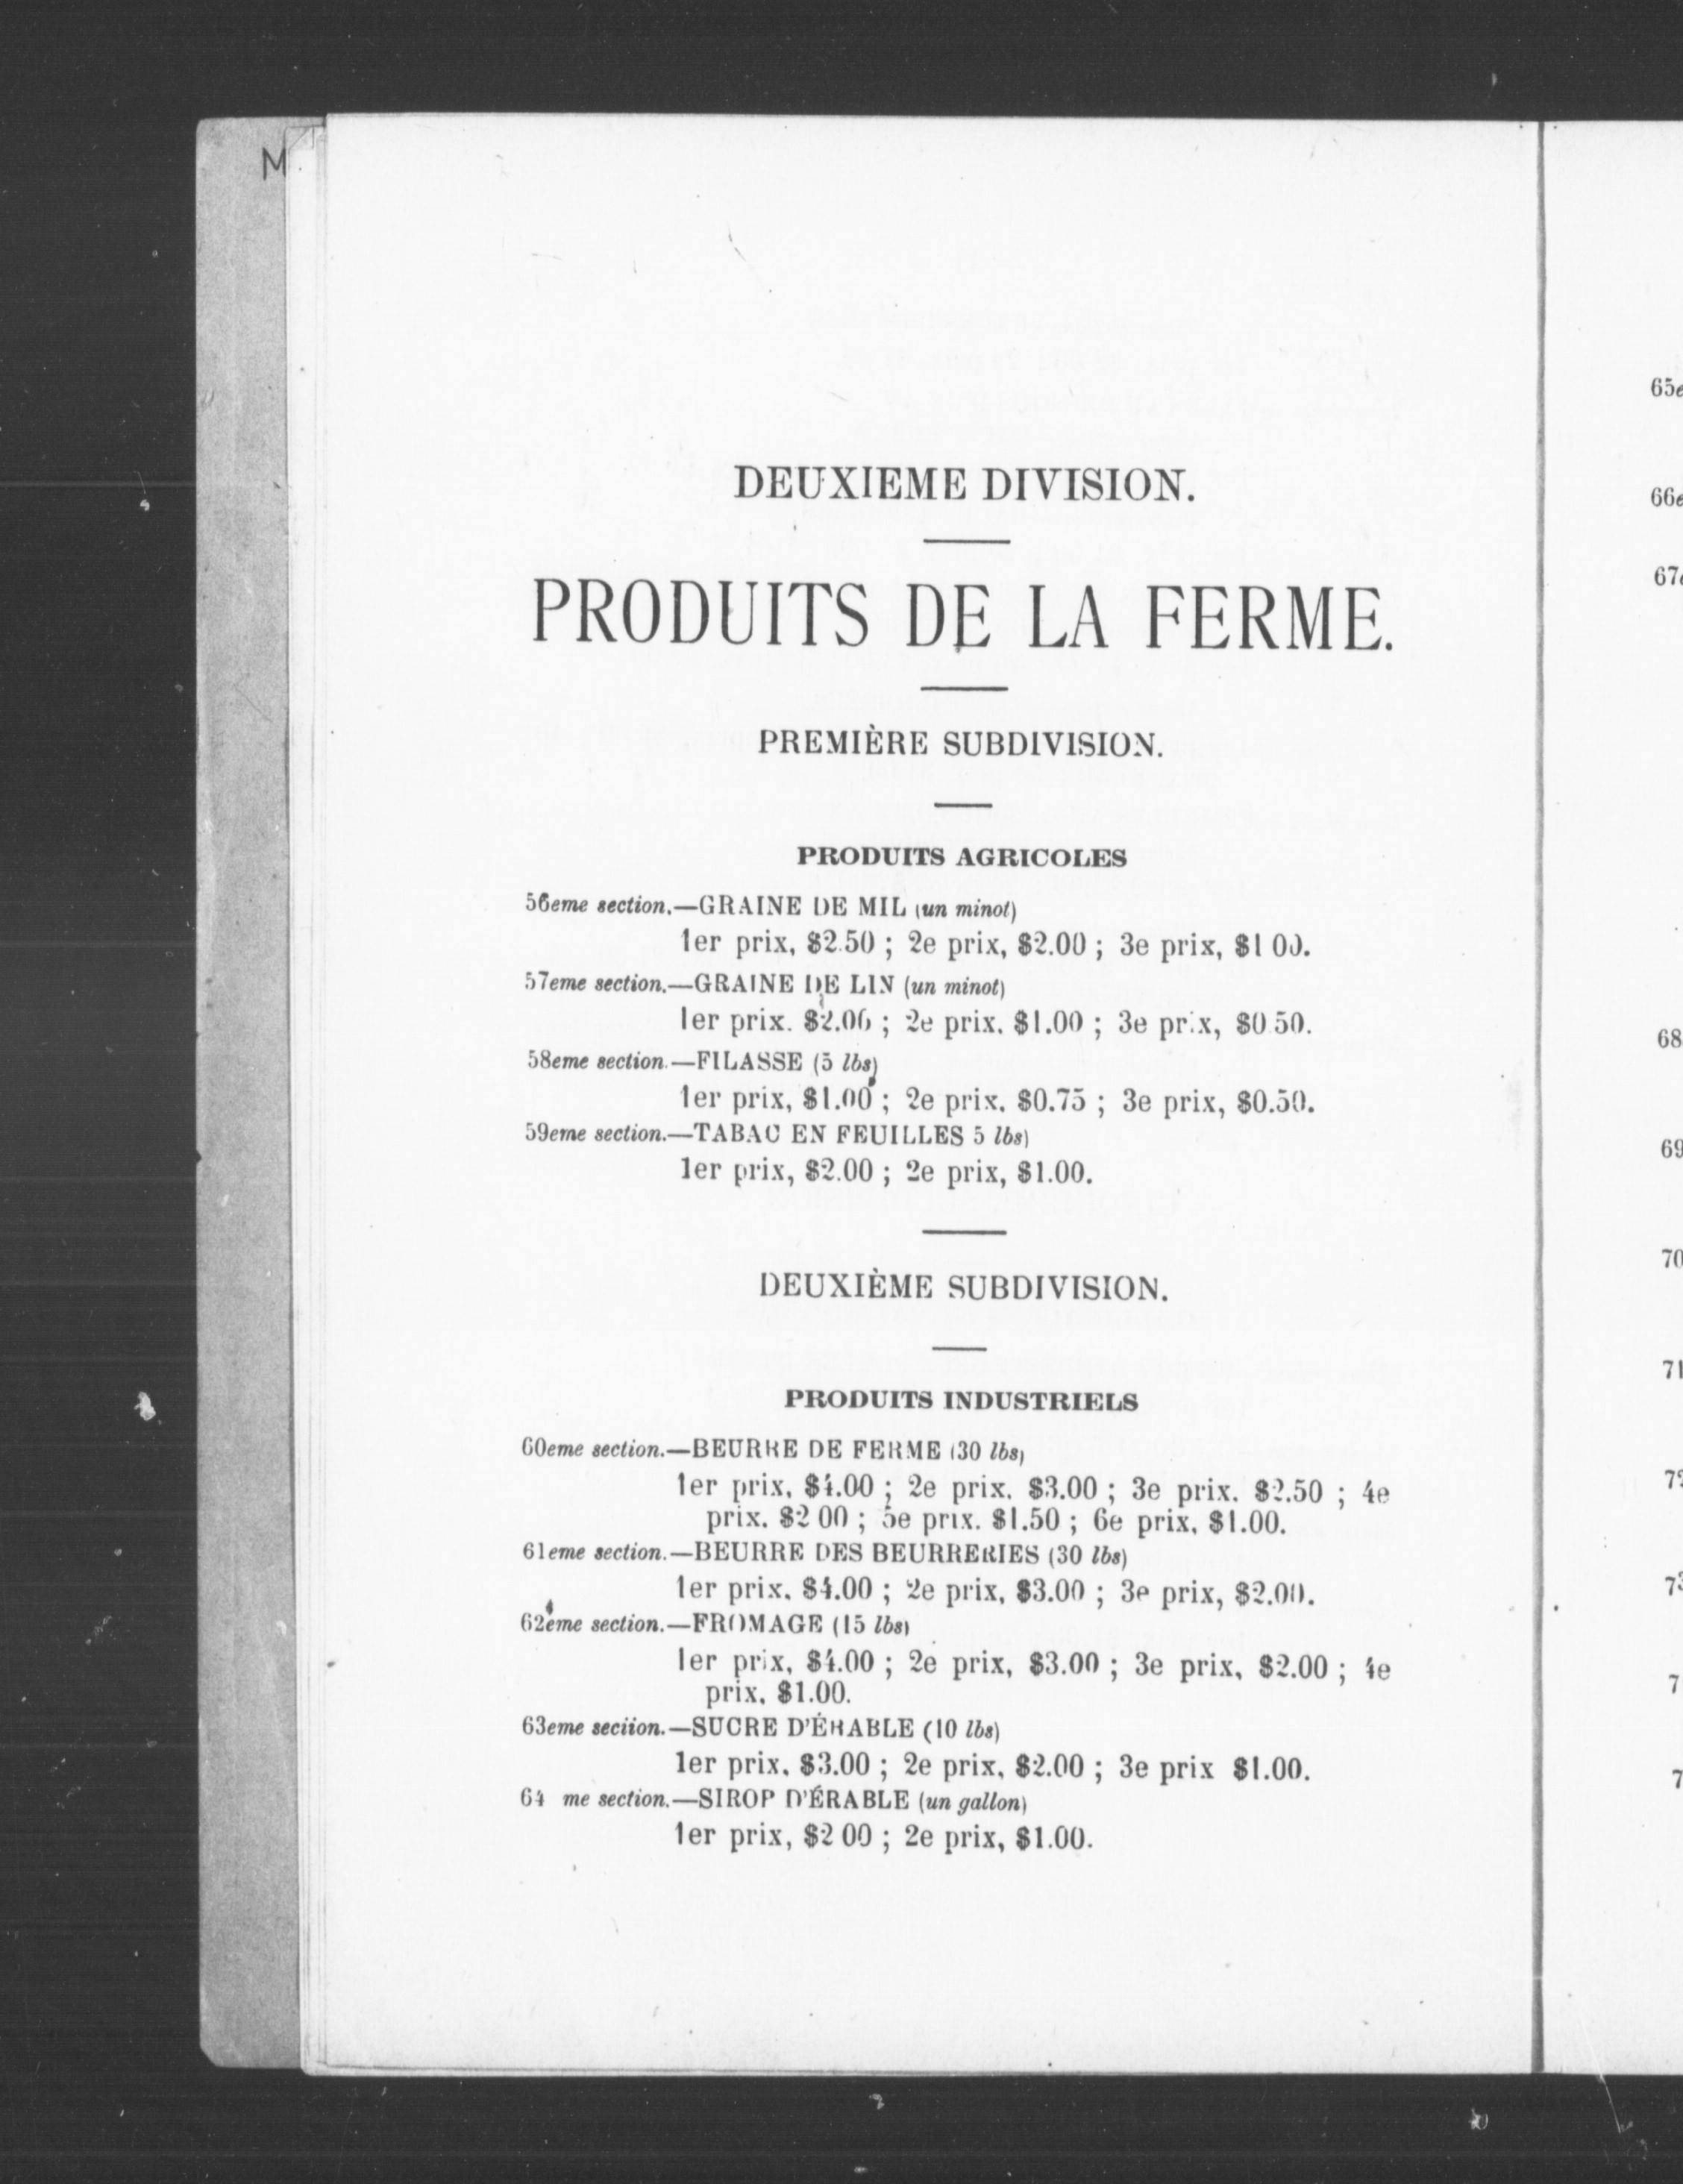 M
DEUXIEME DIVISION.
PRODUITS DE LA FERME.
PREMIÈRE SUBDIVISION.
PRODUITS AGRICOLES
56eme section.—GRAINE DE MIL (un minot)
1er prix, $2.50 ; 2e prix, $2.00 ; 3e prix, $1 00.
57eme section.—GRAINE DE LIN (un minot)
1er prix. $2.00 ; 2e prix. $1.00 ; 3e prix, $0 50.
58eme section.—FILASSE (5 lbs)
1er prix, $1.00 ; 2e prix. $0.75 ; 3e prix, $0.50.
59eme section.—TABAC EN FEUILLES 5 lbs)
1er prix, $2.00 ; 2e prix, $1.00.
DEUXIÈME SUBDIVISION.
PRODUITS INDUSTRIELS
60eme section.—BEURRE DE FERME (30 lbs)
1er prix, $4.00 ; 2e prix. $3.00 ; 3e prix. $2.50 ; 4e
prix. $2 00 ; 5e prix. $1.50 ; 6e prix, $1.00.
61eme section.—BEURRE DES BEURRERIES (30 lbs)
1er prix. $4.00 ; 2e prix, $3.00 ; 3e prix, $2.00.
62eme section.—FROMAGE (15 lbs)
1er prix, $4.00 ; 2e prix, $3.00 ; 3e prix, $2.00 ; 4e
prix, $1.00.
63eme seciion.—SUCRE D'ÉRABLE (10 lbs)
1er prix, $3.00 ; 2e prix, $2.00 ; 3e prix $1.00.
64 me section.—SIROP D'ÉRABLE (un gallon)
1er prix, $2 00 ; 2e prix, $1.00.
65e
66e
67e
68
69
70
71